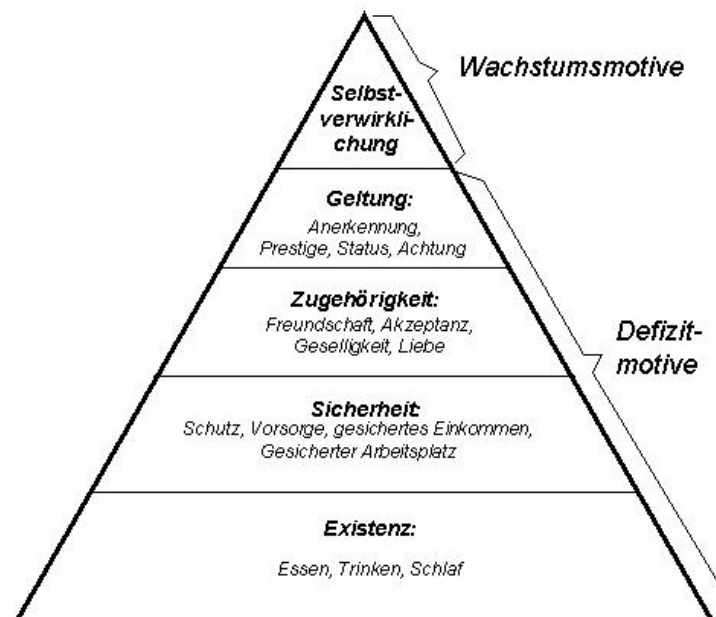 Wachstumsmotive
Selbst-
verwirkli-
chung
Geltung:
Anerkennung,
Prestige, Status, Achtung
Zugehörigkeit:
Freundschaft, Akzeptanz,
Geselligkeit, Liebe
Defizit-
motive
Sicherheit:
Schutz, Vorsorge, gesichertes Einkommen,
Gesicherter Arbeitsplatz
Existenz:
Essen, Trinken, Schlaf